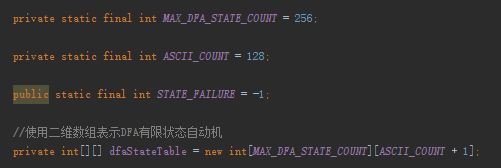 private static final int MAX_DFA_STATE_COUNT = 256;
private static final int ASCII_COUNT = 128;
public static final int STATE_FAILURE = -1;
//使用二维数组表示DFA有限状态自动机
private int[][] dfaStateTable = new int[MAX_DFA_STATE_COUNT][ASCII_COUNT + 1];